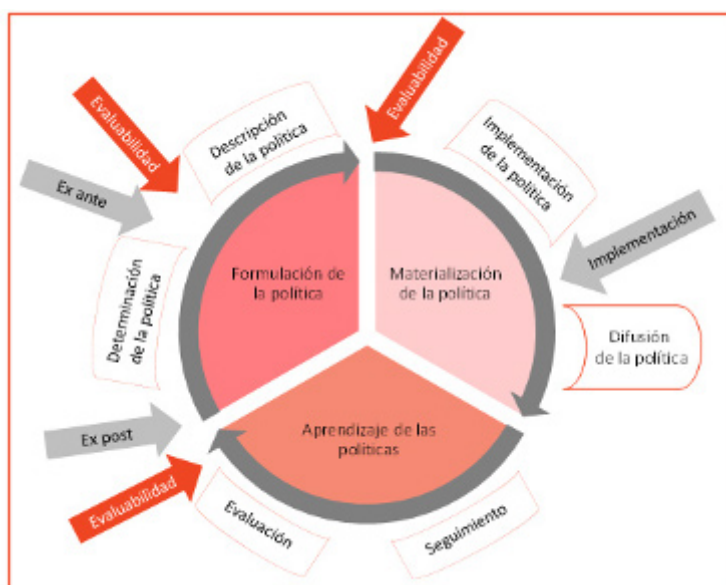 Evaluabilidad
Evaluabilidad
Descripción
de la política
Implementación
de la política
Ex ante
Implementación
Determinación
de la política
Formulación de
la política
Materialización
de la política
Difusión
de la política
Ex post
Aprendizaje de las
políticas
Evaluabilidad
Evaluación
Seguimiento